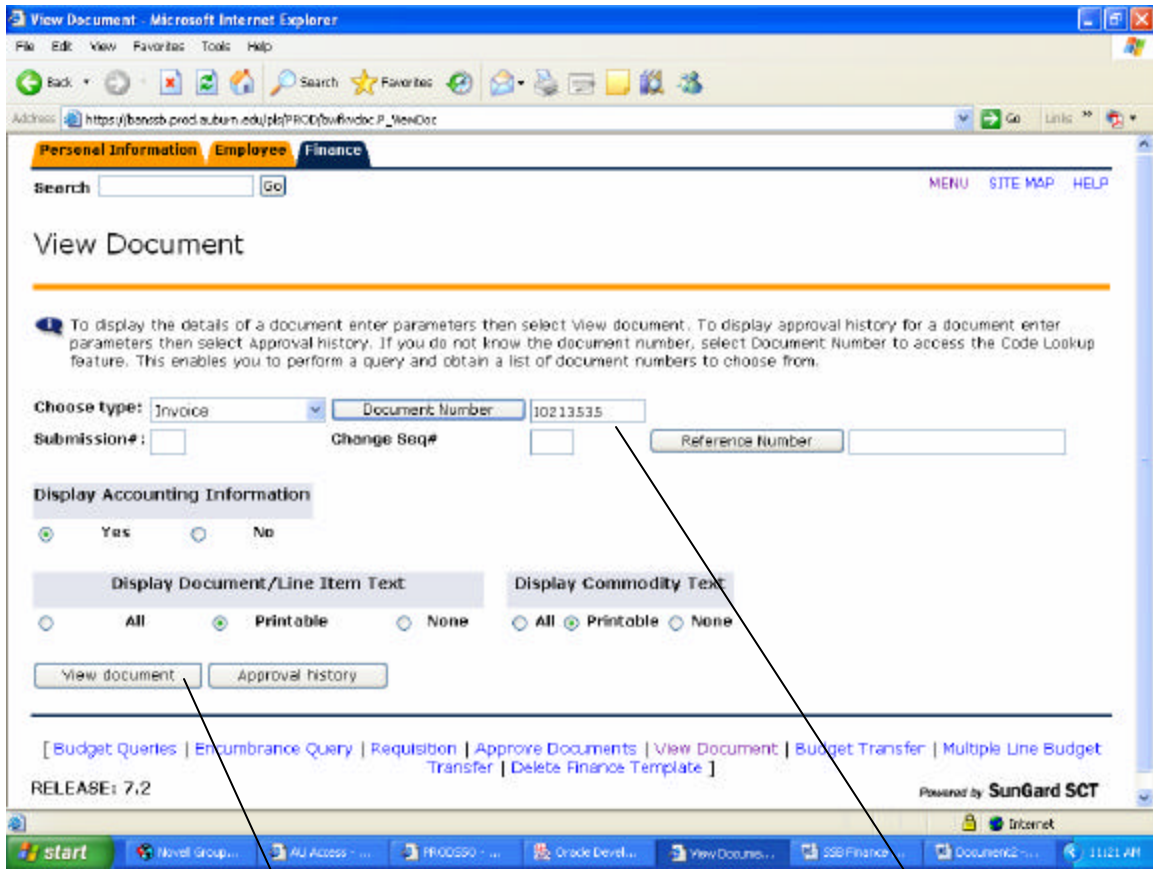 View Document - Microsoft Internet Explorer
File Edit View Favorites Tools Help
Back Search Favorites
Address https://banssb.prod.auburn.edu/pls/PROD/bwfkvdoc.P_ViewDoc Go Links »
Personal Information Employee Finance
Search Go MENU SITE MAP HELP
View Document
To display the details of a document enter parameters then select View document. To display approval history for a document enter
parameters then select Approval history. If you do not know the document number, select Document Number to access the Code Lookup
feature. This enables you to perform a query and obtain a list of document numbers to choose from.
Choose type: Invoice Document Number I0213535
Submission#: Change Seq# Reference Number
Display Accounting Information
Yes No
Display Document/Line Item Text Display Commodity Text
All Printable None All Printable None
View document Approval history
[ Budget Queries | Encumbrance Query | Requisition | Approve Documents | View Document | Budget Transfer | Multiple Line Budget
Transfer | Delete Finance Template ]
RELEASE: 7.2 Powered by SunGard SCT
Internet
start Novell Group... AU Access - ... PRODSSO - ... Oracle Devel... View Docume... SSB Finance ... Document2 -... 11:21 AM